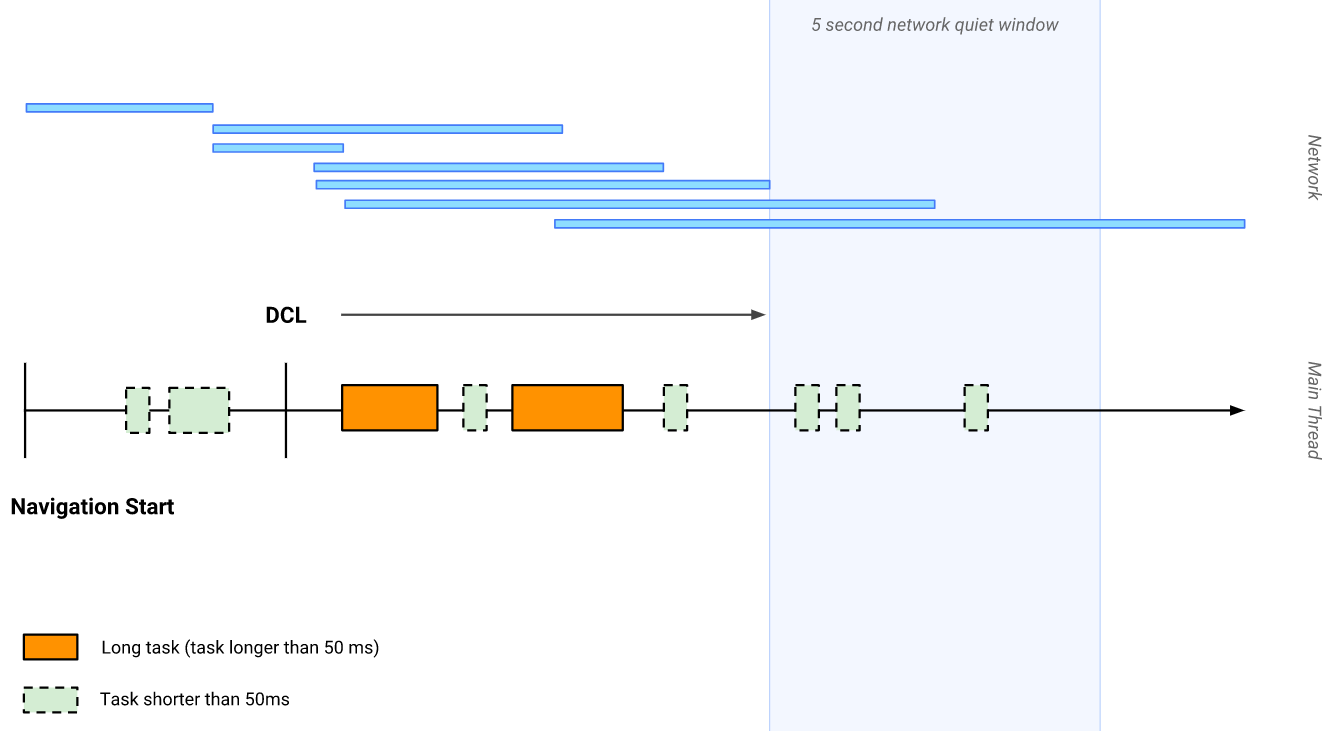 5 second network quiet window
Network
DCL
Main Thread
Navigation Start
Long task (task longer than 50 ms)
Task shorter than 50ms